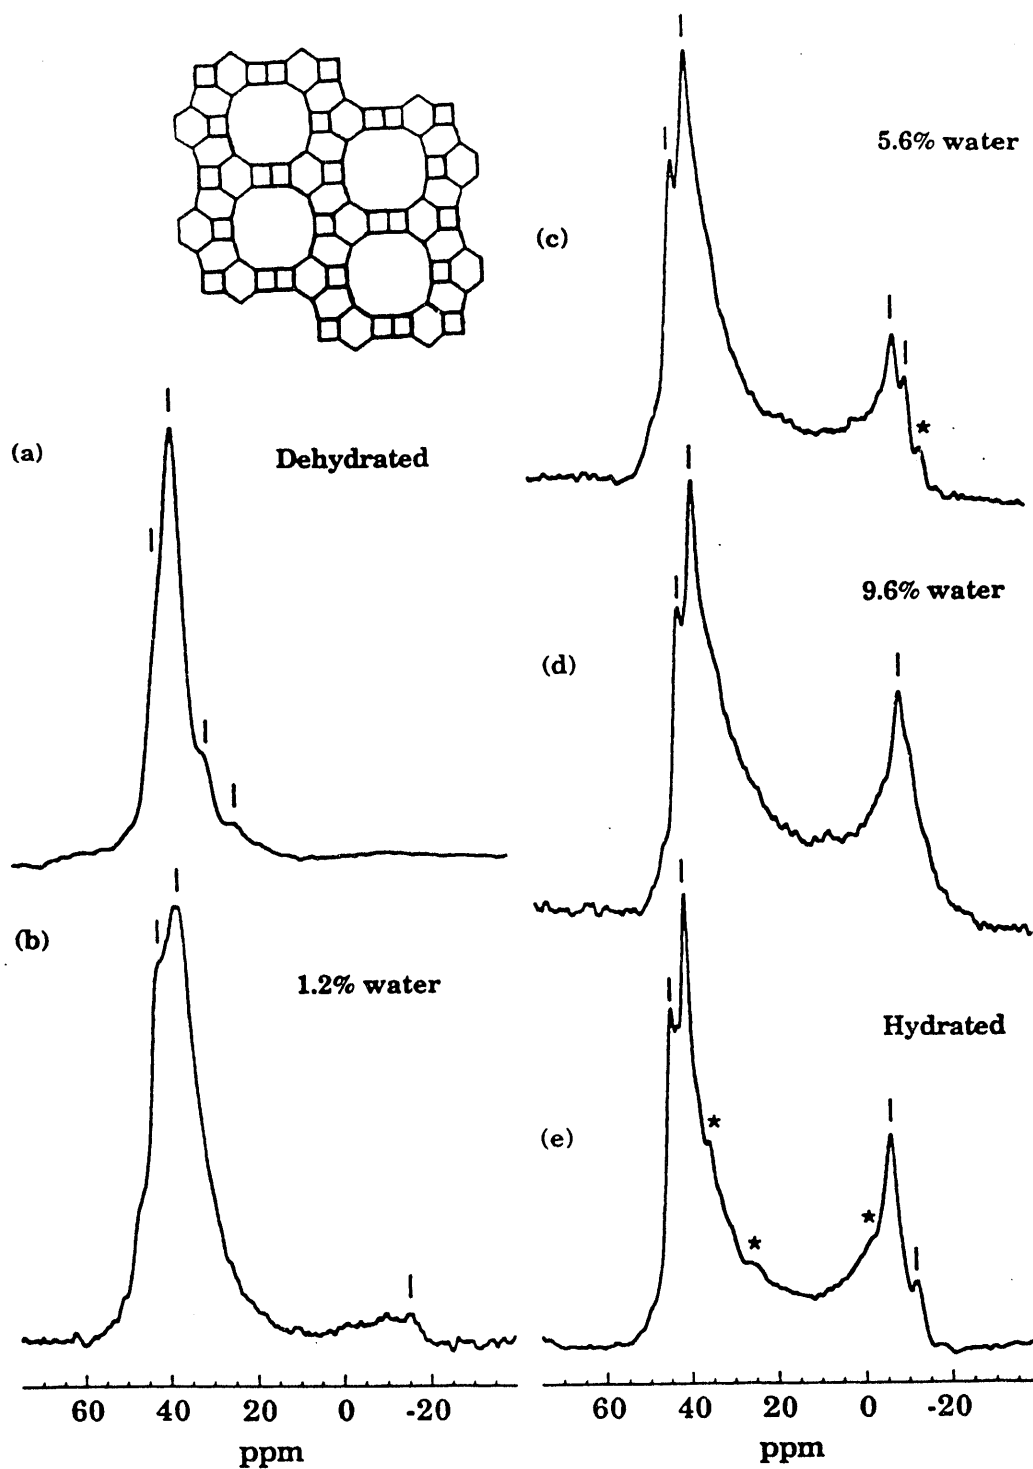 (a)
Dehydrated
(b)
1.2% water
60 40 20 0 -20
ppm
5.6% water
(c)
*
9.6% water
(d)
Hydrated
(e)
*
*
*
60 40 20 0 -20
ppm